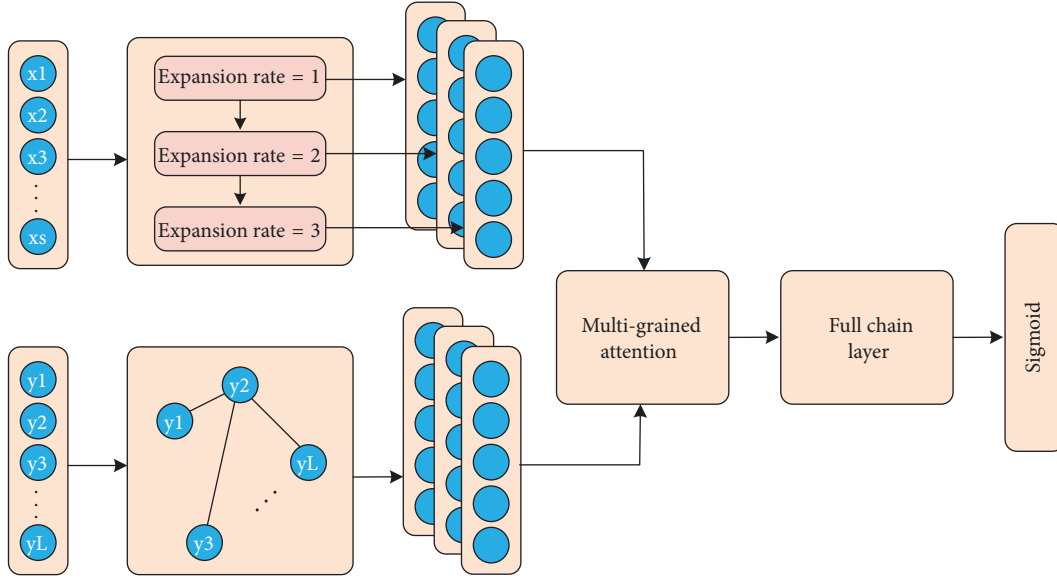 x1
x2
x3
xs
Expansion rate = 1
Expansion rate = 2
Expansion rate = 3
y1
y2
y3
yL
y2
y1
yL
y3
Multi-grained
attention
Full chain
layer
Sigmoid